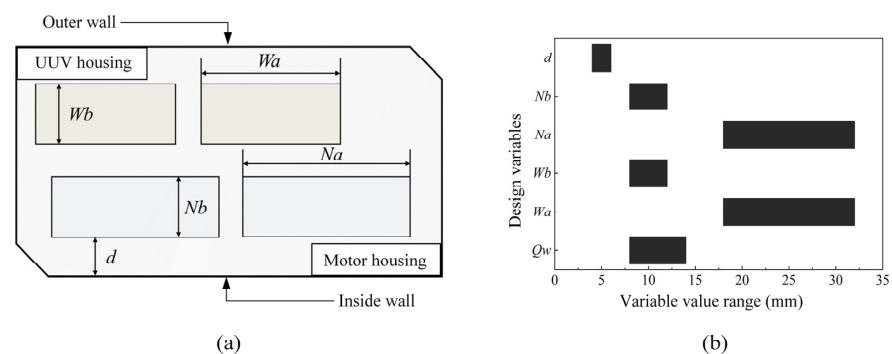 Outer wall
UUV housing
Wa
Wb
Na
Nb
d
Motor housing
Inside wall
(a)
Design variables
d
Nb
Na
Wb
Wa
Qw
0 5 10 15 20 25 30 35
Variable value range (mm)
(b)